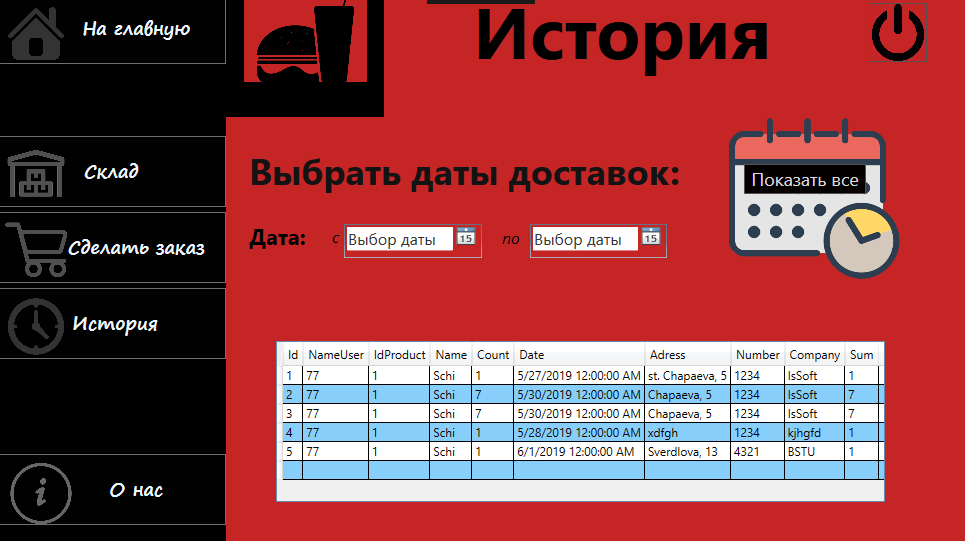 На главную
История
Склад
Выбрать даты доставок:
Показать все
Сделать заказ
Дата: с Выбор даты 15 по Выбор даты 15
История
Id NameUser IdProduct Name Count Date Adress Number Company Sum
1 77 1 Schi 1 5/27/2019 12:00:00 AM st. Chapaeva, 5 1234 IsSoft 1
2 77 1 Schi 7 5/30/2019 12:00:00 AM Chapaeva, 5 1234 IsSoft 7
3 77 1 Schi 7 5/30/2019 12:00:00 AM Chapaeva, 5 1234 IsSoft 7
4 77 1 Schi 1 5/28/2019 12:00:00 AM xdfgh 1234 kjhgfd 1
5 77 1 Schi 1 6/1/2019 12:00:00 AM Sverdlova, 13 4321 BSTU 1
О нас